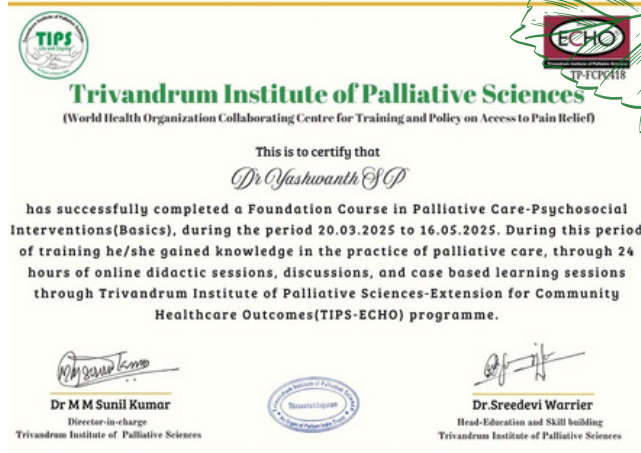 TIPS
ECHO
TP-FCPC418
Trivandrum Institute of Palliative Sciences
(World Health Organization Collaborating Centre for Training and Policy on Access to Pain Relief)
This is to certify that
Dr Yashwanth S P
has successfully completed a Foundation Course in Palliative Care-Psychosocial
Interventions(Basics), during the period 20.03.2025 to 16.05.2025. During this period
of training he/she gained knowledge in the practice of palliative care, through 24
hours of online didactic sessions, discussions, and case based learning sessions
through Trivandrum Institute of Palliative Sciences-Extension for Community
Healthcare Outcomes(TIPS-ECHO) programme.
Dr M M Sunil Kumar
Director-in-charge
Trivandrum Institute of Palliative Sciences
Dr.Sreedevi Warrier
Head-Education and Skill building
Trivandrum Institute of Palliative Sciences